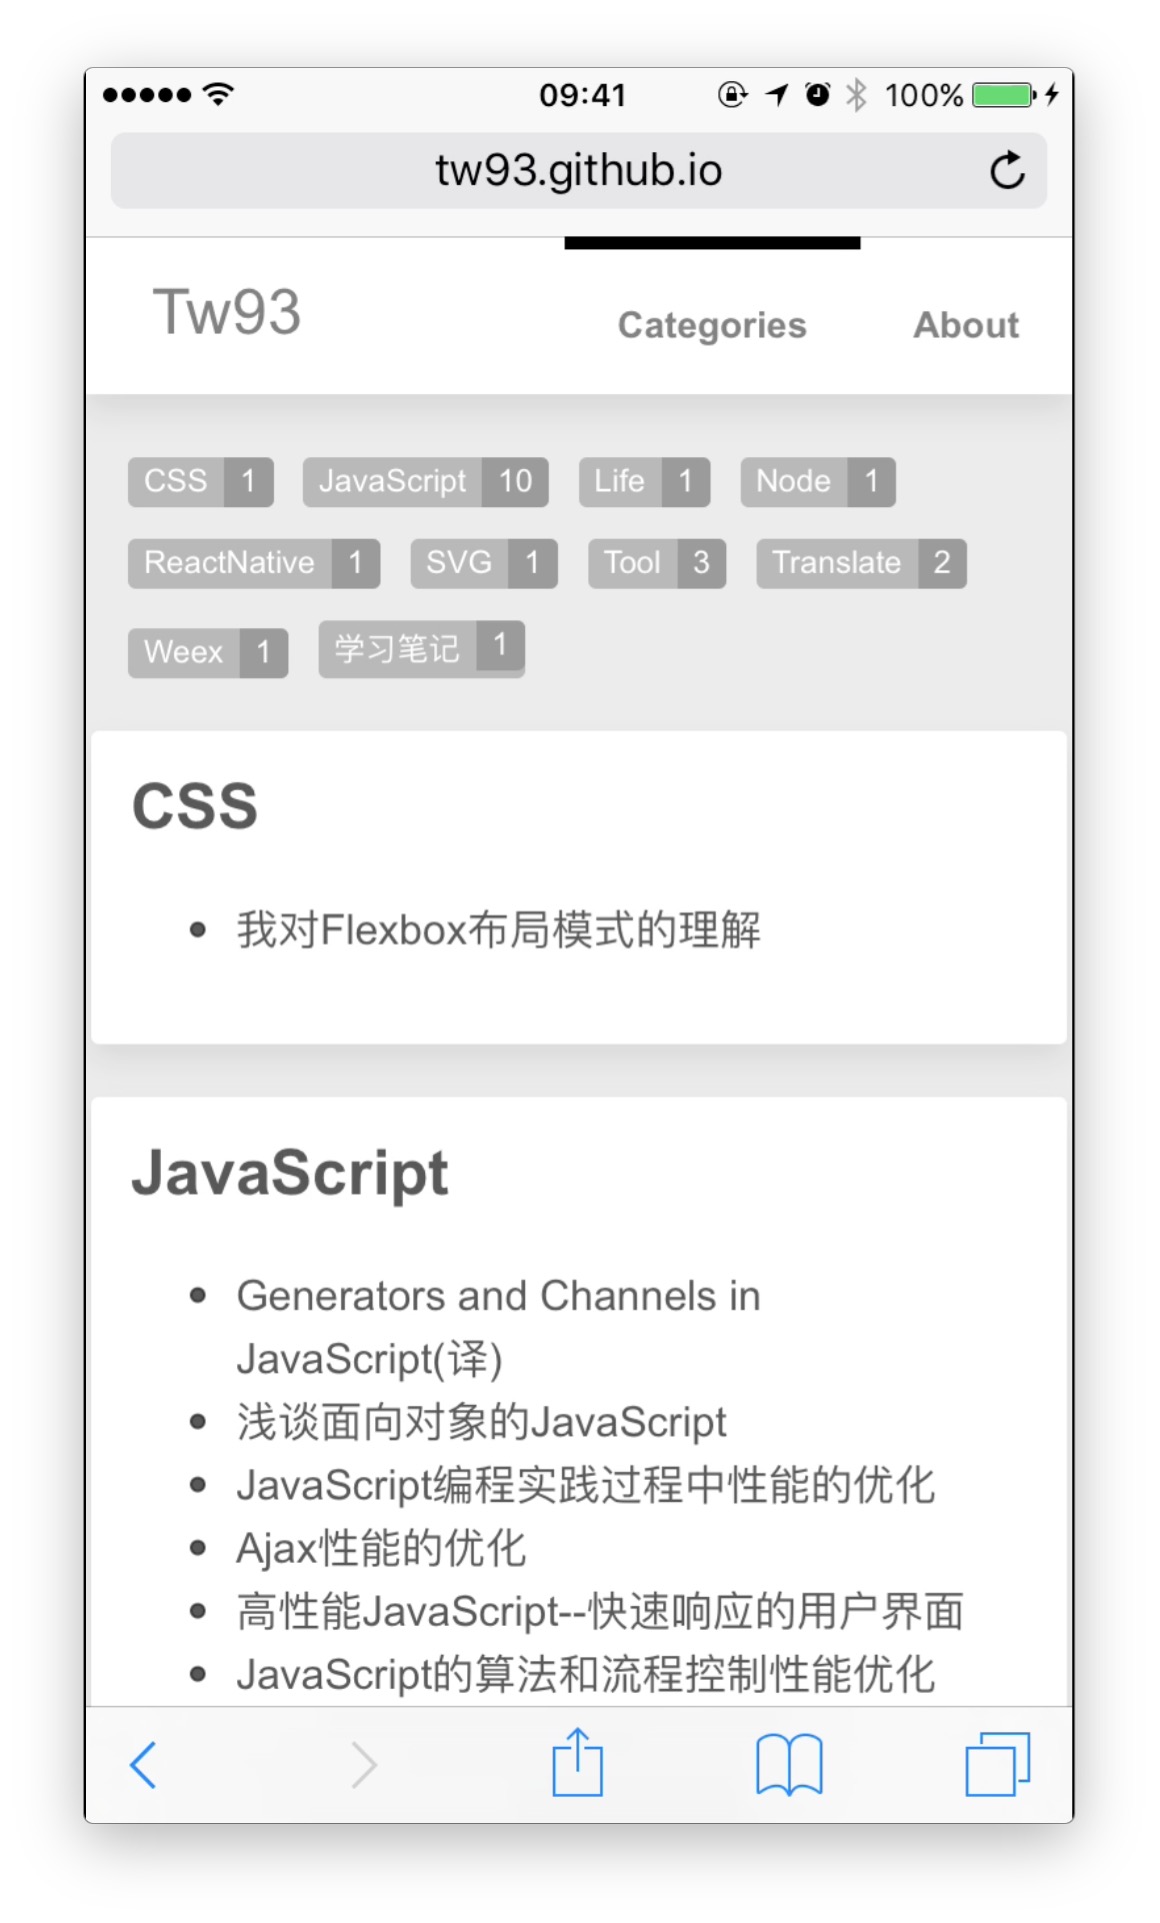 09:41 100%
tw93.github.io
Tw93 Categories About
CSS 1 JavaScript 10 Life 1 Node 1
ReactNative 1 SVG 1 Tool 3 Translate 2
Weex 1 学习笔记 1
CSS
我对Flexbox布局模式的理解
JavaScript
Generators and Channels in
JavaScript(译)
浅谈面向对象的JavaScript
JavaScript编程实践过程中性能的优化
Ajax性能的优化
高性能JavaScript--快速响应的用户界面
JavaScript的算法和流程控制性能优化